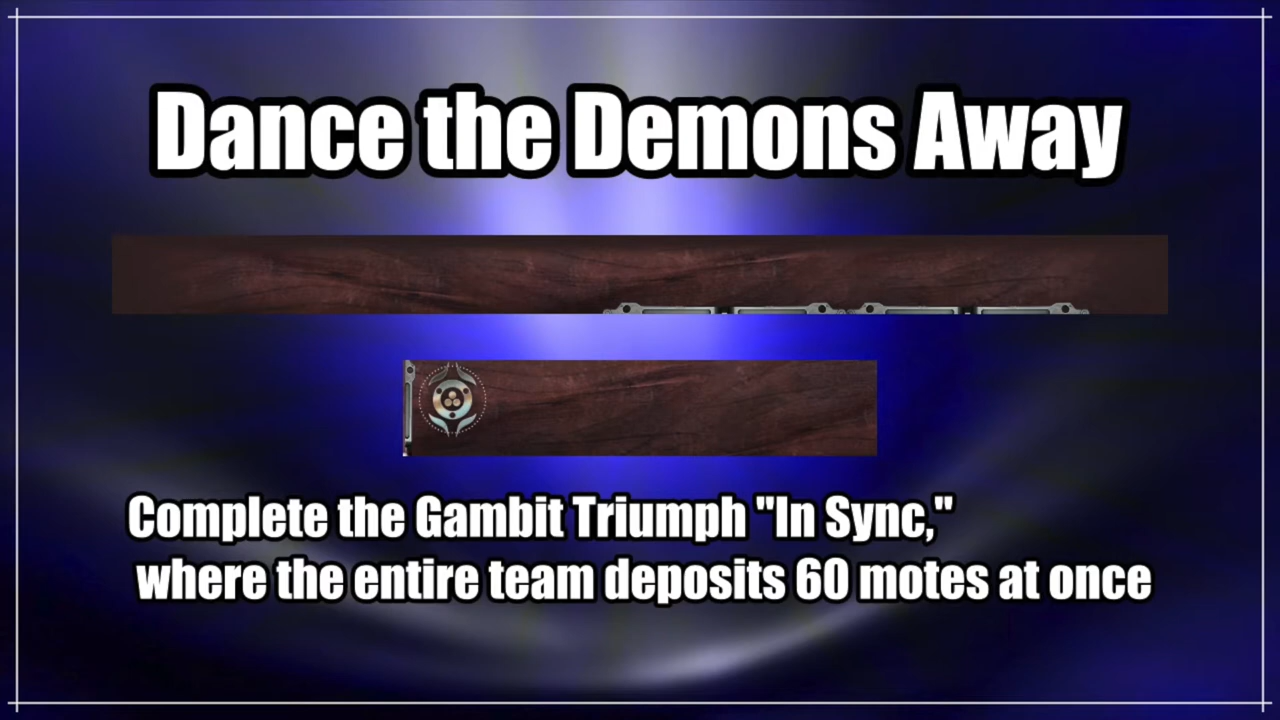 Dance the Demons Away
Complete the Gambit Triumph "In Sync,"
where the entire team deposits 60 motes at once